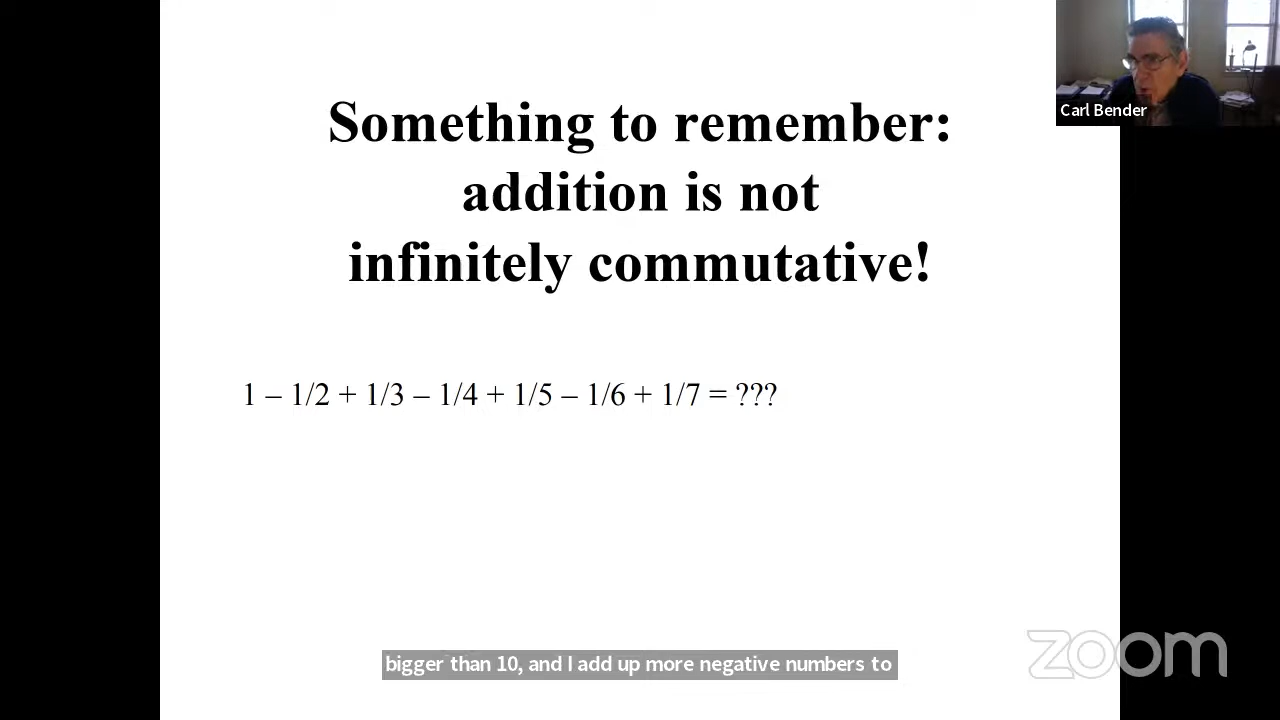 Something to remember:
addition is not
infinitely commutative!
Carl Bender
1 – 1/2 + 1/3 – 1/4 + 1/5 – 1/6 + 1/7 = ???
bigger than 10, and I add up more negative numbers to
zoom